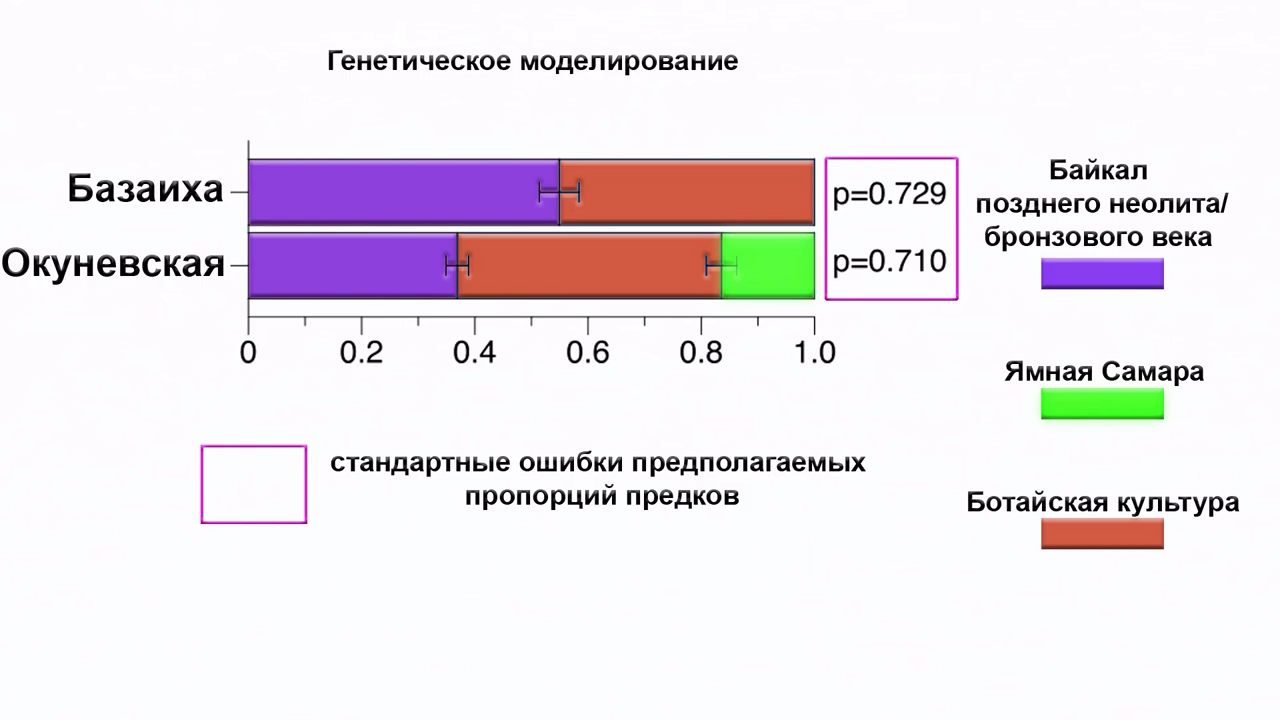 Генетическое моделирование
Базаиха
Окуневская
p=0.729
p=0.710
0 0.2 0.4 0.6 0.8 1.0
Байкал
позднего неолита/
бронзового века
Ямная Самара
Ботайская культура
стандартные ошибки предполагаемых
пропорций предков